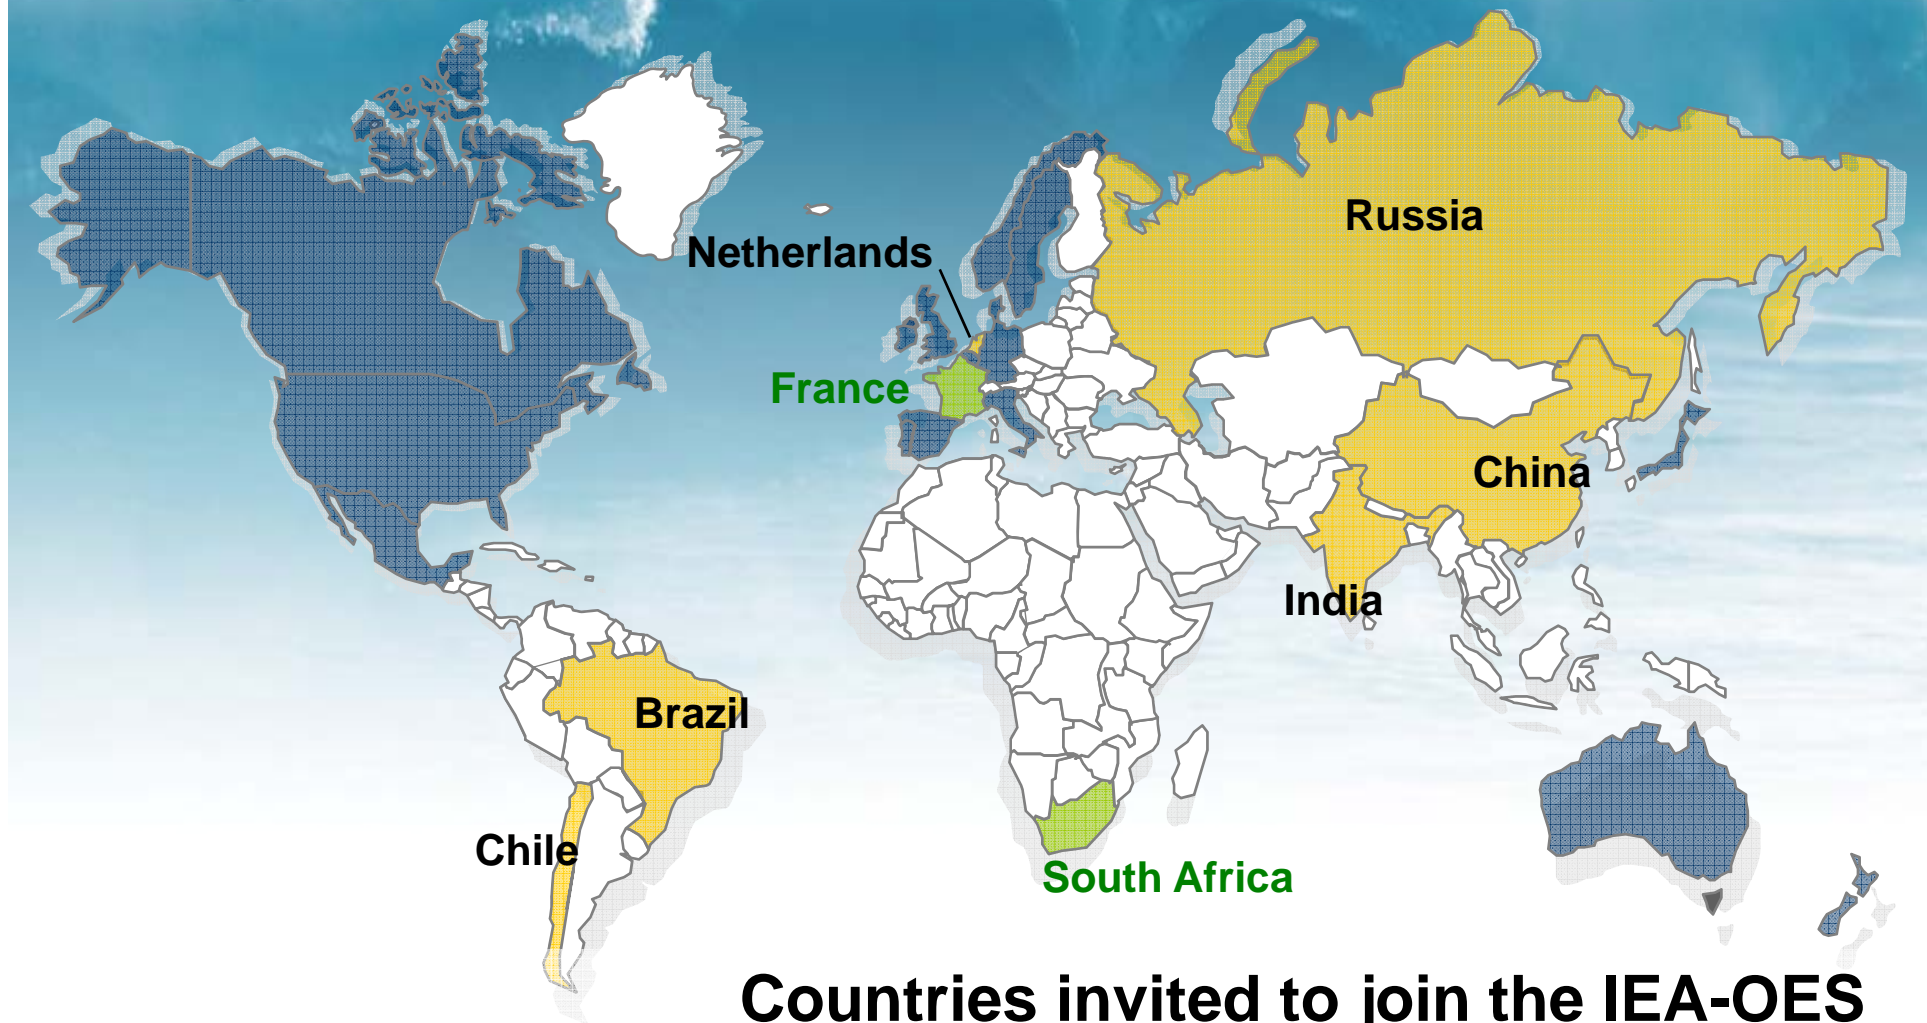 Russia
Netherlands
France
China
India
Brazil
Chile
South Africa
Countries invited to join the IEA-OES